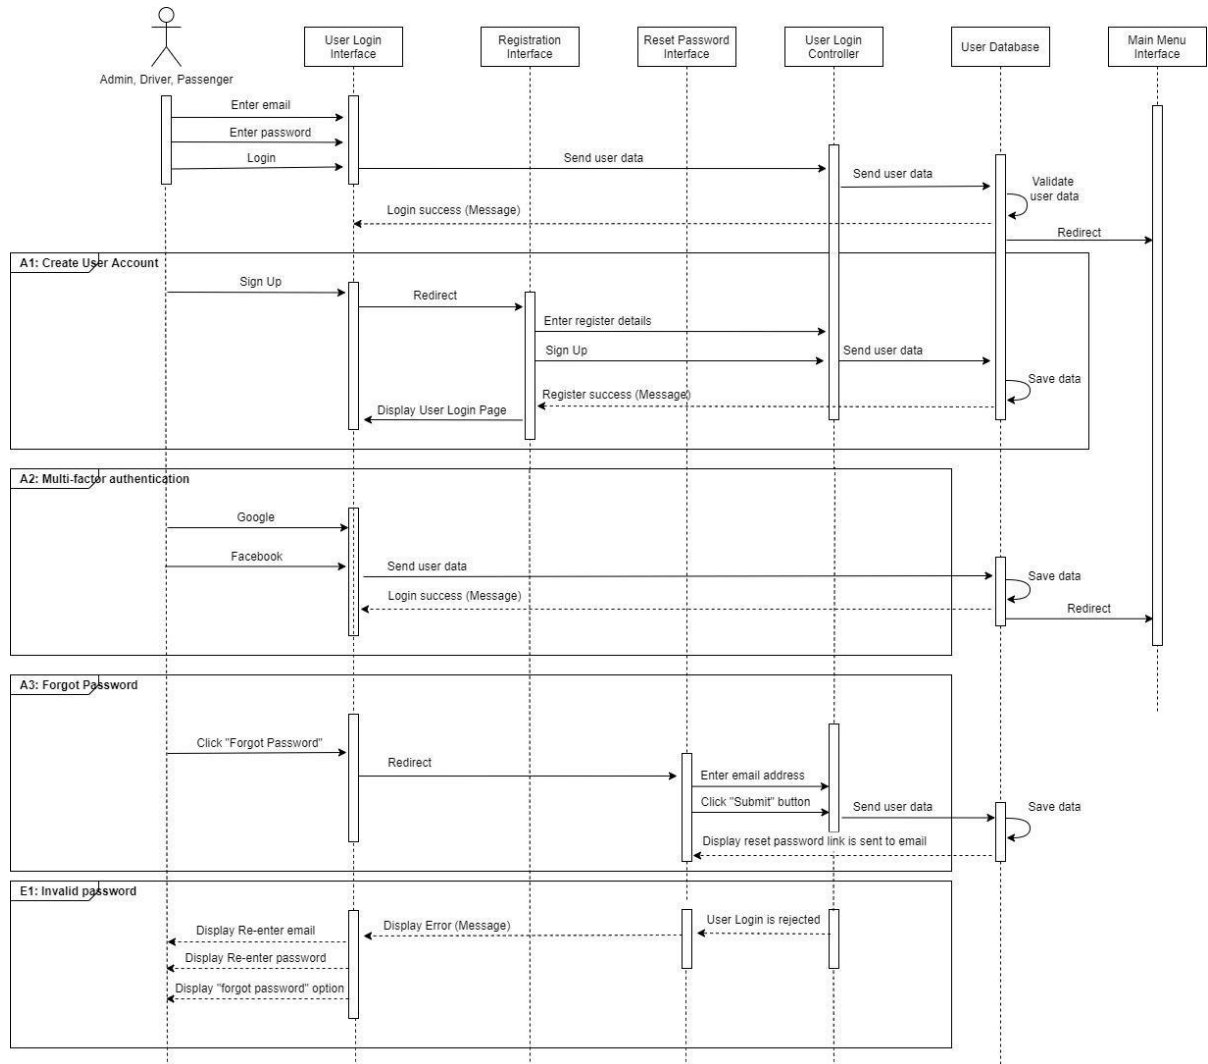 User Login
Interface
Registration
Interface
Reset Password
Interface
User Login
Controller
User Database
Main Menu
Interface
Admin, Driver, Passenger
Enter email
Enter password
Login
Send user data
Send user data
Validate
user data
Login success (Message)
Redirect
A1: Create User Account
Sign Up
Redirect
Enter register details
Sign Up
Send user data
Save data
Register success (Message)
Display User Login Page
A2: Multi-factor authentication
Google
Facebook
Send user data
Save data
Login success (Message)
Redirect
A3: Forgot Password
Click "Forgot Password"
Redirect
Enter email address
Click "Submit" button
Send user data
Save data
Display reset password link is sent to email
E1: Invalid password
User Login is rejected
Display Error (Message)
Display Re-enter email
Display Re-enter password
Display "forgot password" option